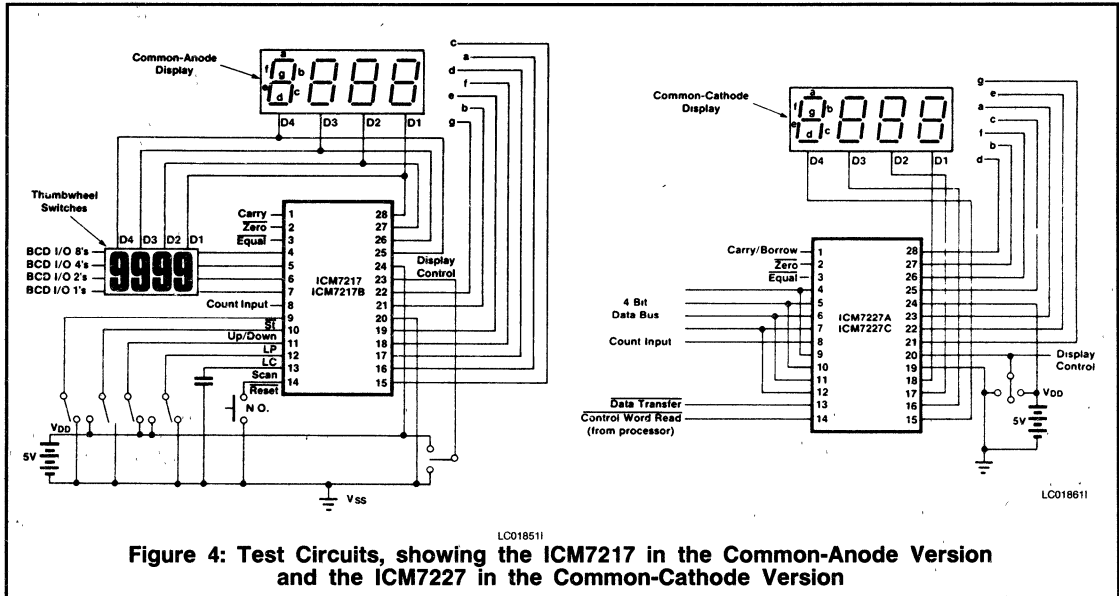 Common-Anode
Display
a
f
g
b
e
d
c
D4
D3
D2
D1
c
a
d
f
e
b
g
Thumbwheel
Switches
D4 D3 D2 D1
9999
BCD I/O 8's
BCD I/O 4's
BCD I/O 2's
BCD I/O 1's
Carry
Zero
Equal
Count Input
St
Up/Down
LP
LC
Scan
Reset
1
2
3
4
5
6
7
8
9
10
11
12
13
14
ICM7217
ICM7217B
28
27
26
25
24
23
22
21
20
19
18
17
16
15
Display
Control
N O.
VDD
5V
VSS
LC01851I
Common-Cathode
Display
a
f
g
b
e
d
c
D4
D3
D2
D1
g
e
a
c
f
b
d
Carry/Borrow
Zero
Equal
4 Bit
Data Bus
Count Input
Data Transfer
Control Word Read
(from processor)
1
2
3
4
5
6
7
8
9
10
11
12
13
14
ICM7227A
ICM7227C
28
27
26
25
24
23
22
21
20
19
18
17
16
15
Display
Control
VDD
5V
LC01861I
Figure 4: Test Circuits, showing the ICM7217 in the Common-Anode Version
and the ICM7227 in the Common-Cathode Version